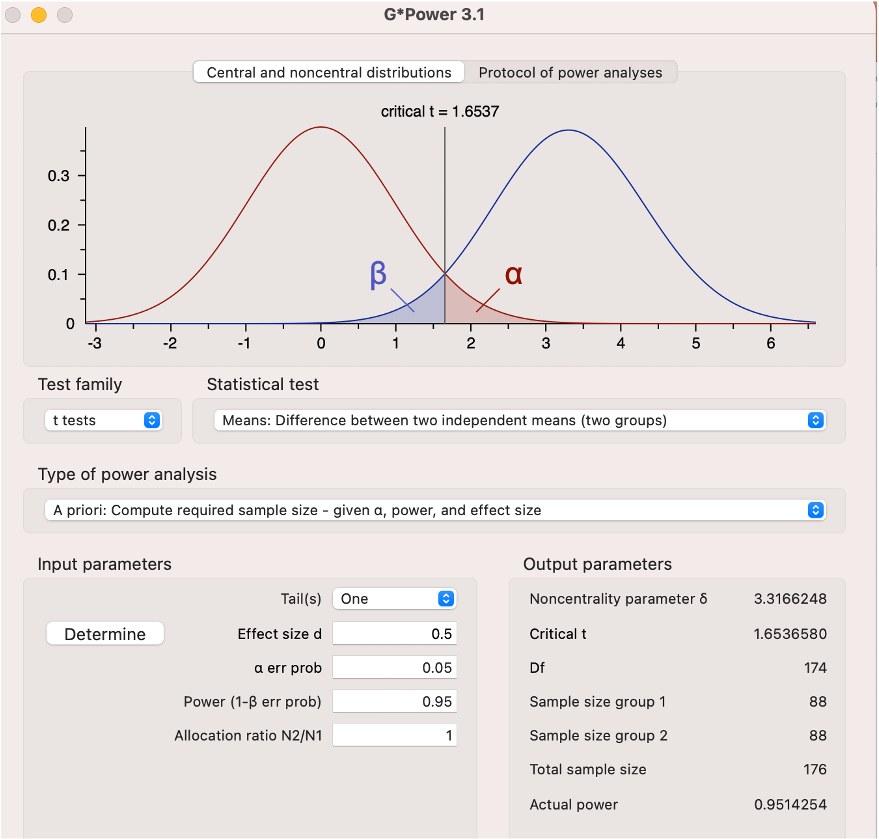 G*Power 3.1
Central and noncentral distributions Protocol of power analyses
critical t = 1.6537
0.3
0.2
0.1
0
β
α
-3 -2 -1 0 1 2 3 4 5 6
Test family Statistical test
t tests Means: Difference between two independent means (two groups)
Type of power analysis
A priori: Compute required sample size - given α, power, and effect size
Input parameters Output parameters
Tail(s) One Noncentrality parameter δ 3.3166248
Determine Effect size d 0.5 Critical t 1.6536580
α err prob 0.05 Df 174
Power (1-β err prob) 0.95 Sample size group 1 88
Allocation ratio N2/N1 1 Sample size group 2 88
Total sample size 176
Actual power 0.9514254